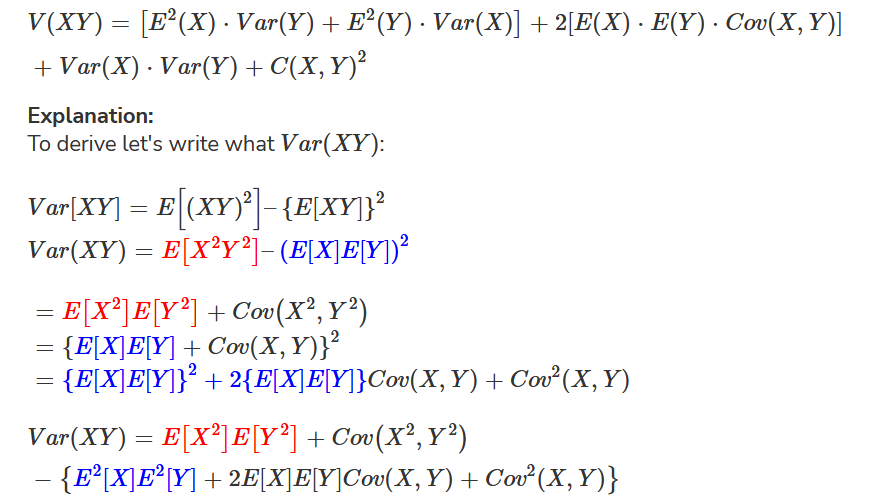 V(XY) = [E²(X) · Var(Y) + E²(Y) · Var(X)] + 2[E(X) · E(Y) · Cov(X, Y)]
+ Var(X) · Var(Y) + C(X, Y)²
Explanation:
To derive let's write what Var(XY):
Var[XY] = E[(XY)²]– {E[XY]}²
Var(XY) = E[X²Y²]– (E[X]E[Y])²
= E[X²]E[Y²] + Cov(X², Y²)
= {E[X]E[Y] + Cov(X, Y)}²
= {E[X]E[Y]}² + 2{E[X]E[Y]}Cov(X, Y) + Cov²(X, Y)
Var(XY) = E[X²]E[Y²] + Cov(X², Y²)
– {E²[X]E²[Y] + 2E[X]E[Y]Cov(X, Y) + Cov²(X, Y)}